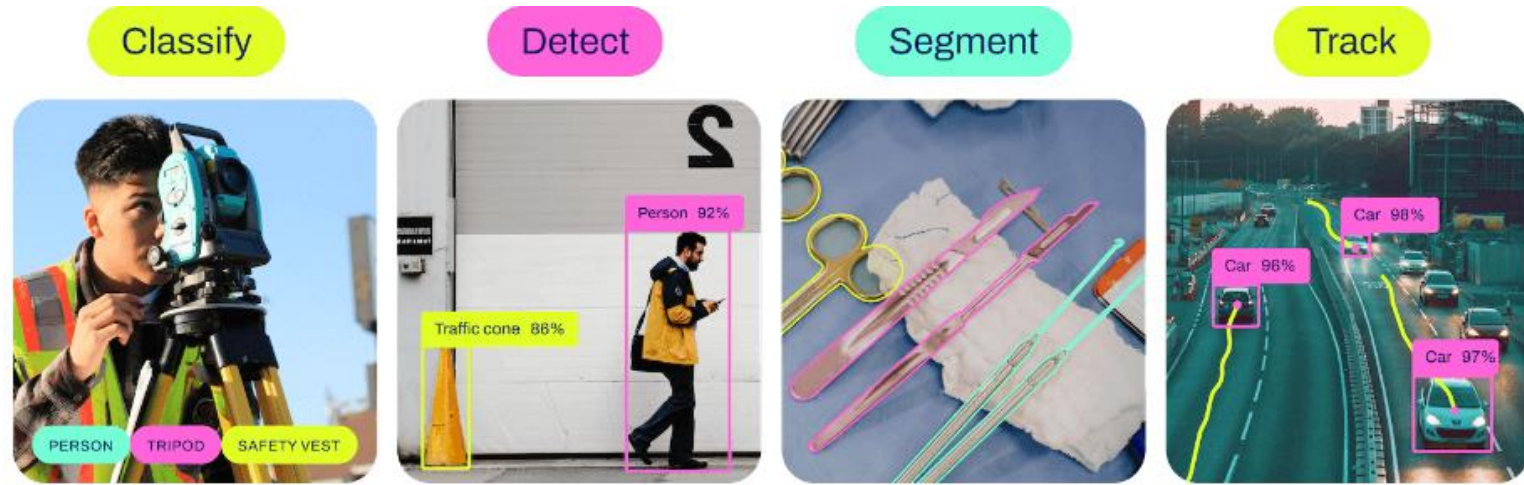 Classify
Detect
Segment
Track
PERSON
TRIPOD
SAFETY VEST
2
Person 92%
Traffic cone 86%
Car 98%
Car 96%
Car 97%